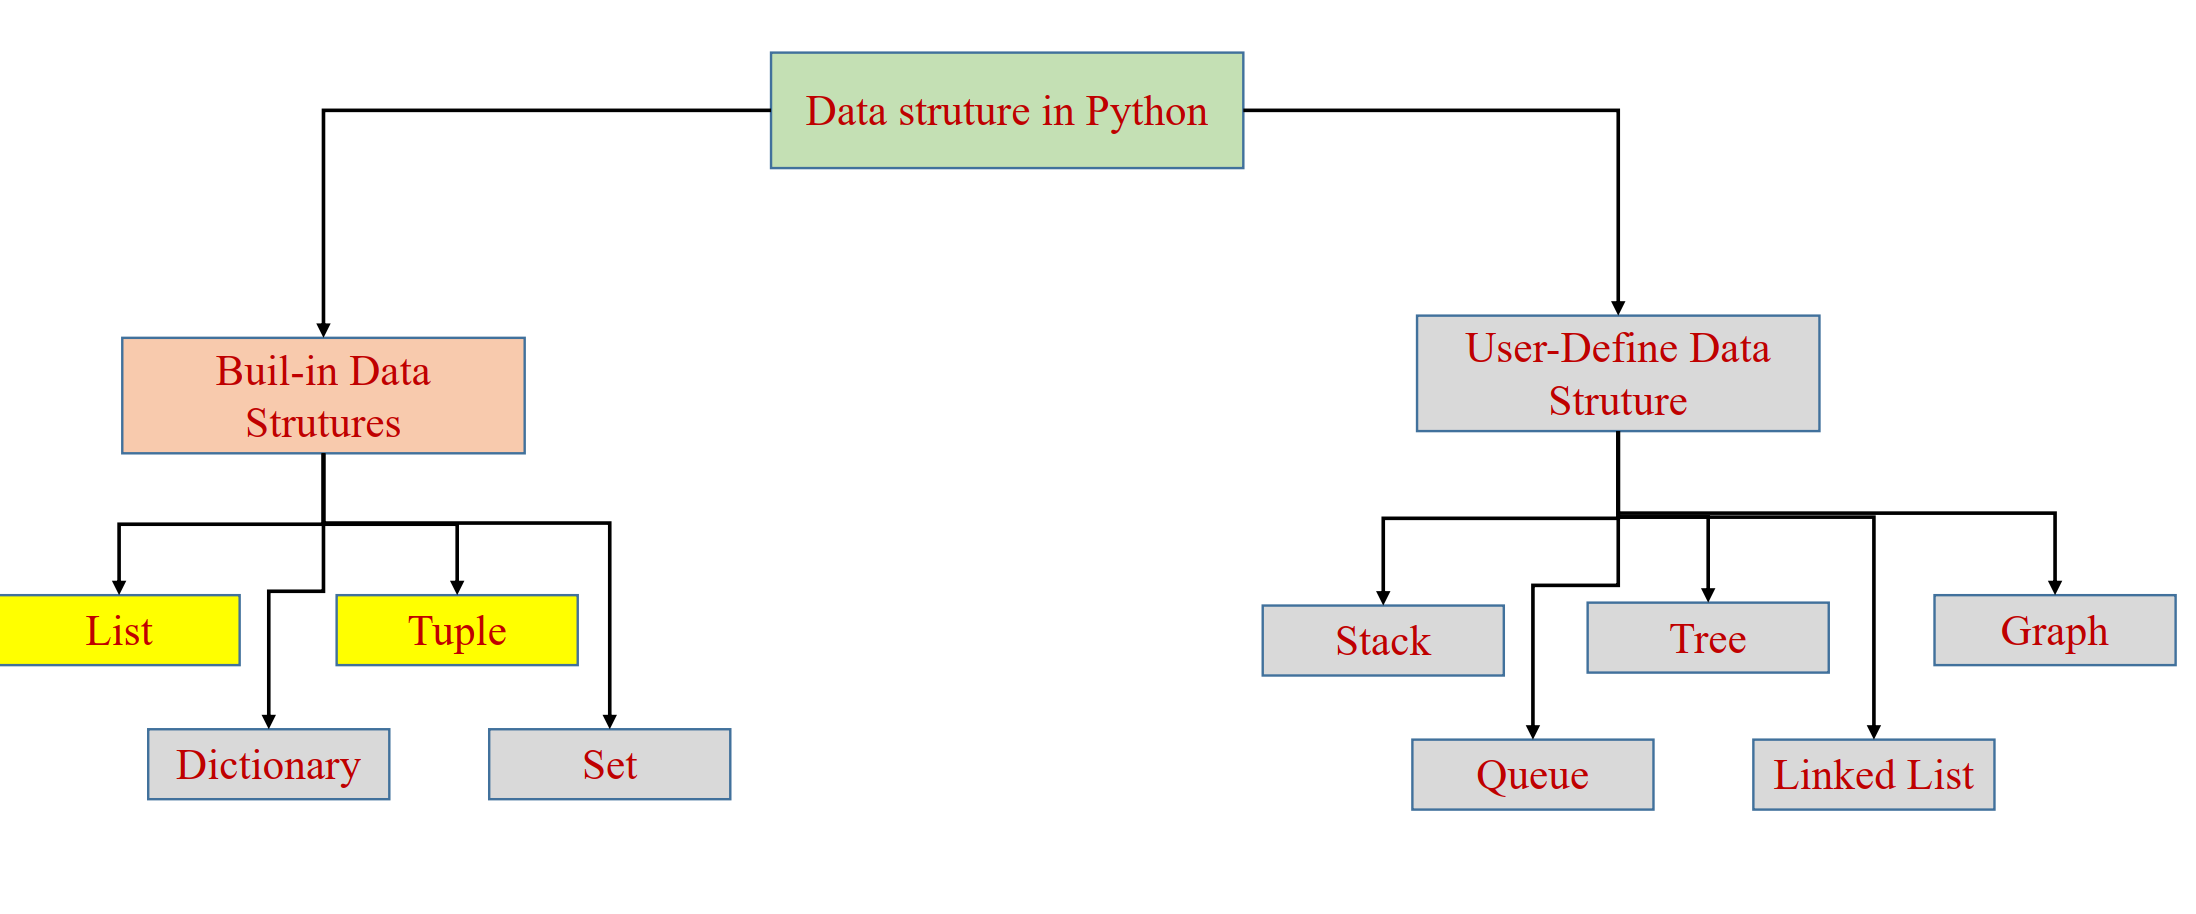 Data struture in Python
Buil-in Data
Strutures
User-Define Data
Struture
List
Tuple
Dictionary
Set
Stack
Tree
Graph
Queue
Linked List